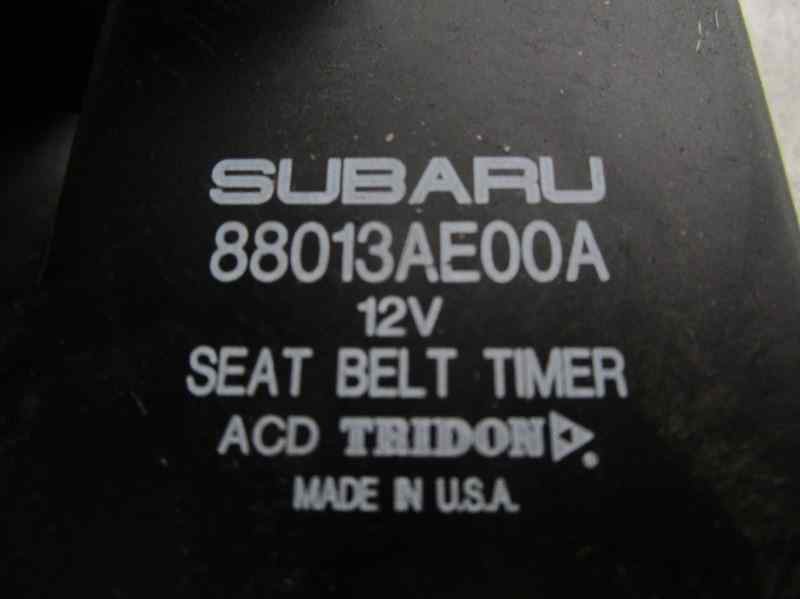 SUBARU
88013AE00A
12V
SEAT BELT TIMER
ACD TRIDON
MADE IN U.S.A.